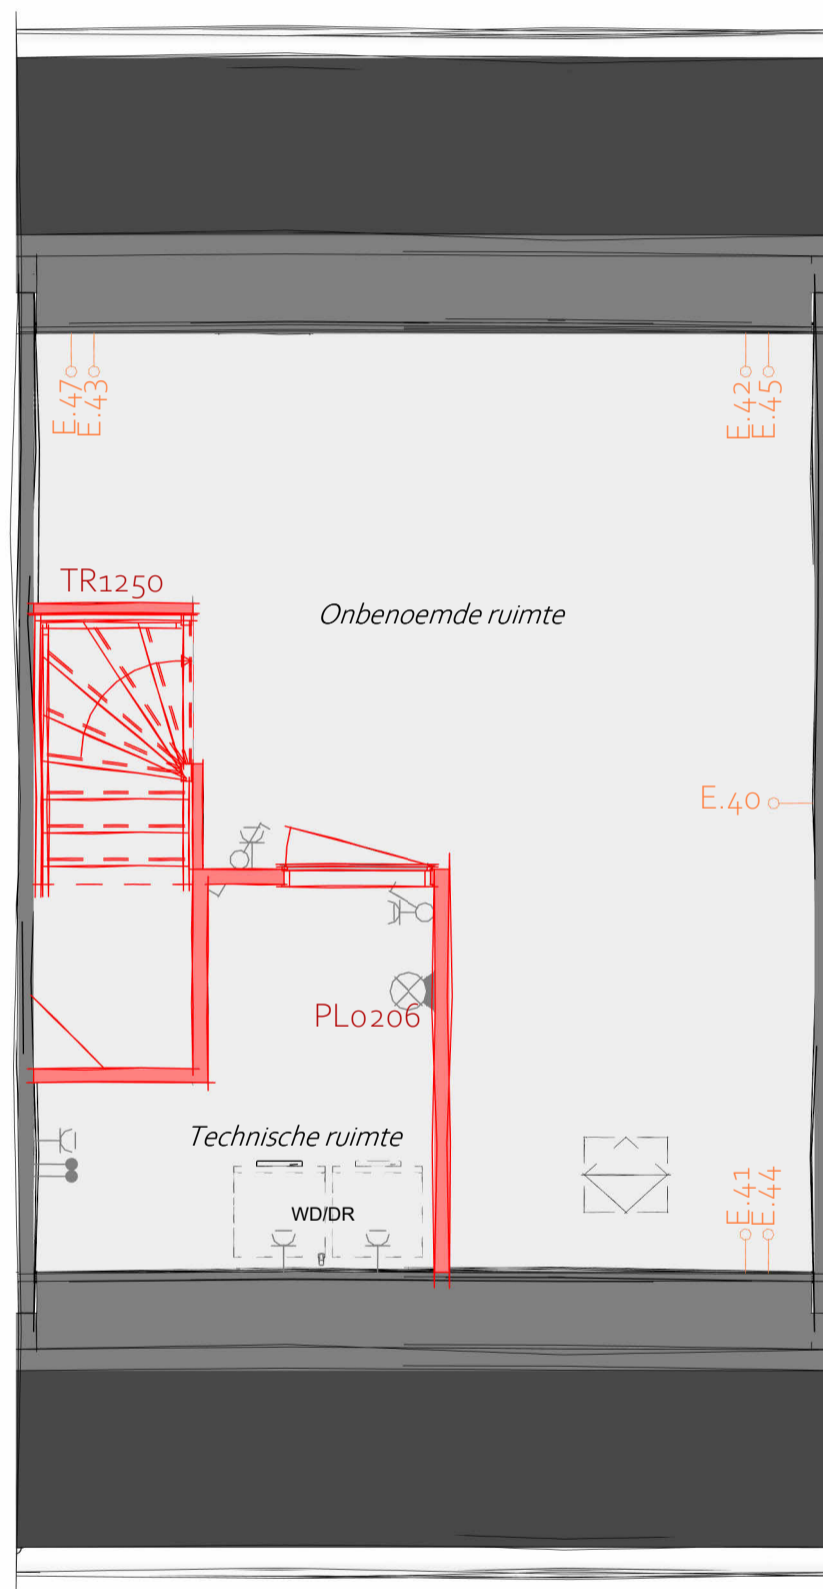 E.47
E.43
E.42
E.45
TR1250
Onbenoemde ruimte
E.40
PL0206
Technische ruimte
WD/DR
E.41
E.44